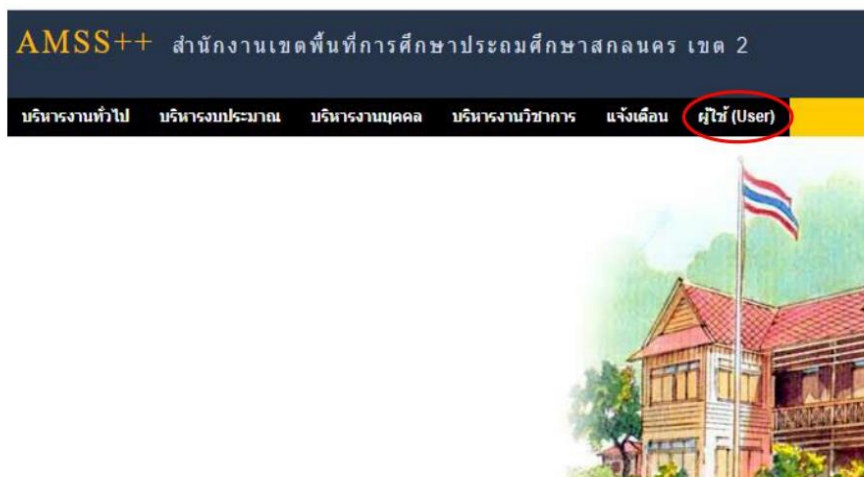 AMSS++ สำนักงานเขตพื้นที่การศึกษาประถมศึกษาสกลนคร เขต 2
บริหารงานทั่วไป บริหารงบประมาณ บริหารงานบุคคล บริหารงานวิชาการ แจ้งเตือน ผู้ใช้ (User)